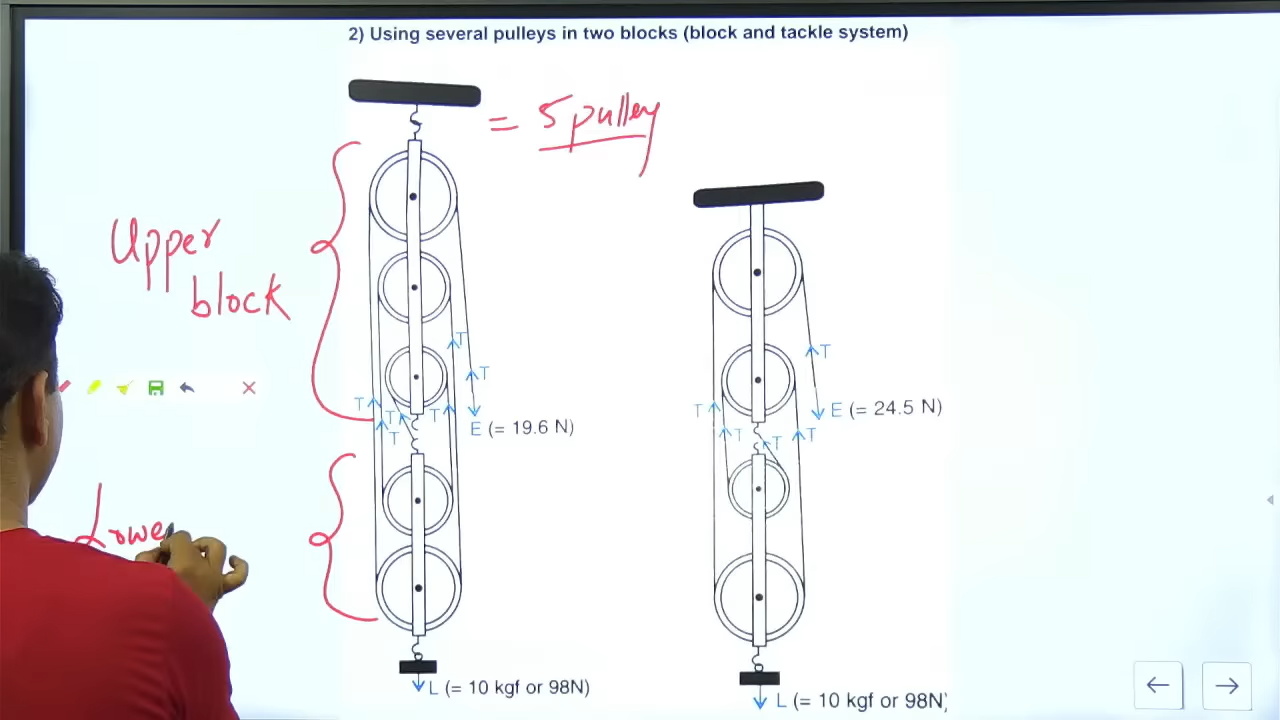 2) Using several pulleys in two blocks (block and tackle system)
= 5 pulley
Upper
block
T
T
T
T
T
T
E (= 19.6 N)
Lowe
L (= 10 kgf or 98N)
T
T
E (= 24.5 N)
T
T
T
L (= 10 kgf or 98N)